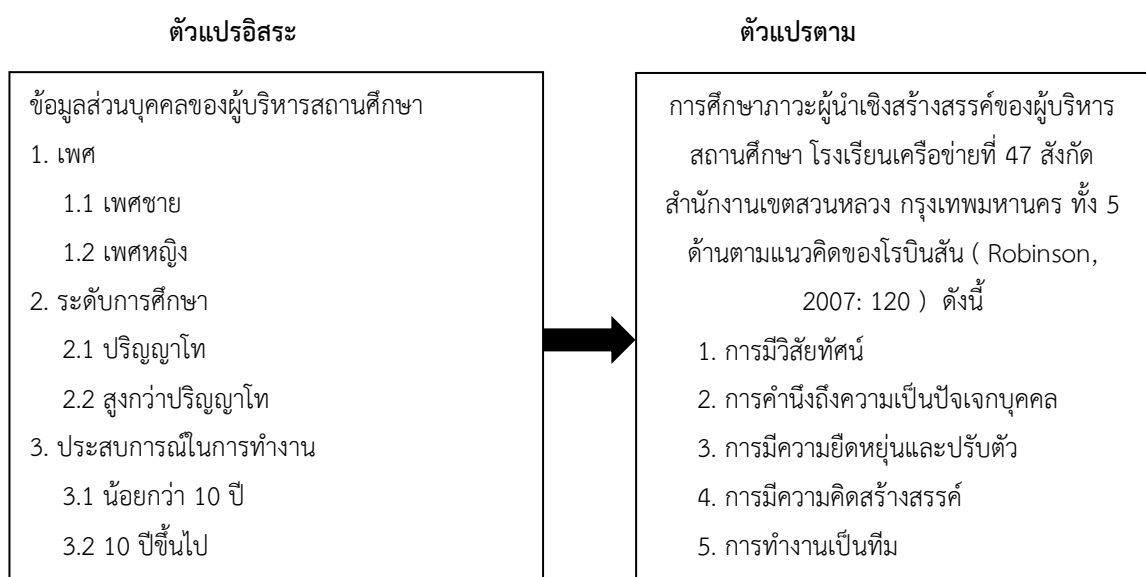 ตัวแปรอิสระ
ข้อมูลส่วนบุคคลของผู้บริหารสถานศึกษา
1. เพศ
1.1 เพศชาย
1.2 เพศหญิง
2. ระดับการศึกษา
2.1 ปริญญาโท
2.2 สูงกว่าปริญญาโท
3. ประสบการณ์ในการทำงาน
3.1 น้อยกว่า 10 ปี
3.2 10 ปีขึ้นไป
ตัวแปรตาม
การศึกษาภาวะผู้นำเชิงสร้างสรรค์ของผู้บริหาร
สถานศึกษา โรงเรียนเครือข่ายที่ 47 สังกัด
สำนักงานเขตสวนหลวง กรุงเทพมหานคร ทั้ง 5
ด้านตามแนวคิดของโรบินสัน ( Robinson,
2007: 120 ) ดังนี้
1. การมีวิสัยทัศน์
2. การคำนึงถึงความเป็นปัจเจกบุคคล
3. การมีความยืดหยุ่นและปรับตัว
4. การมีความคิดสร้างสรรค์
5. การทำงานเป็นทีม